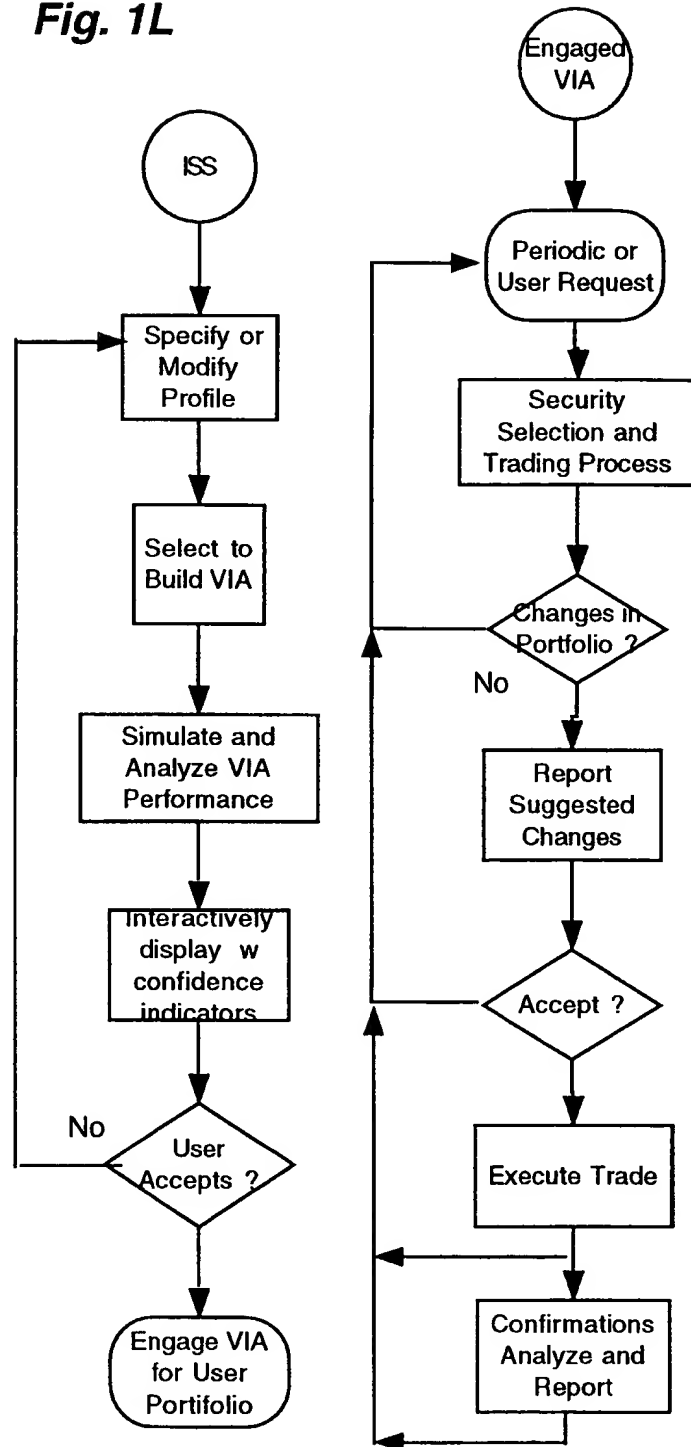 Fig. 1L
ISS
Specify or
Modify
Profile
Select to
Build VIA
Simulate and
Analyze VIA
Performance
Interactively
display w
confidence
indicators
No
User
Accepts ?
Engage VIA
for User
Portifolio
Engaged
VIA
Periodic or
User Request
Security
Selection and
Trading Process
Changes in
Portfolio ?
No
Report
Suggested
Changes
Accept ?
Execute Trade
Confirmations
Analyze and
Report